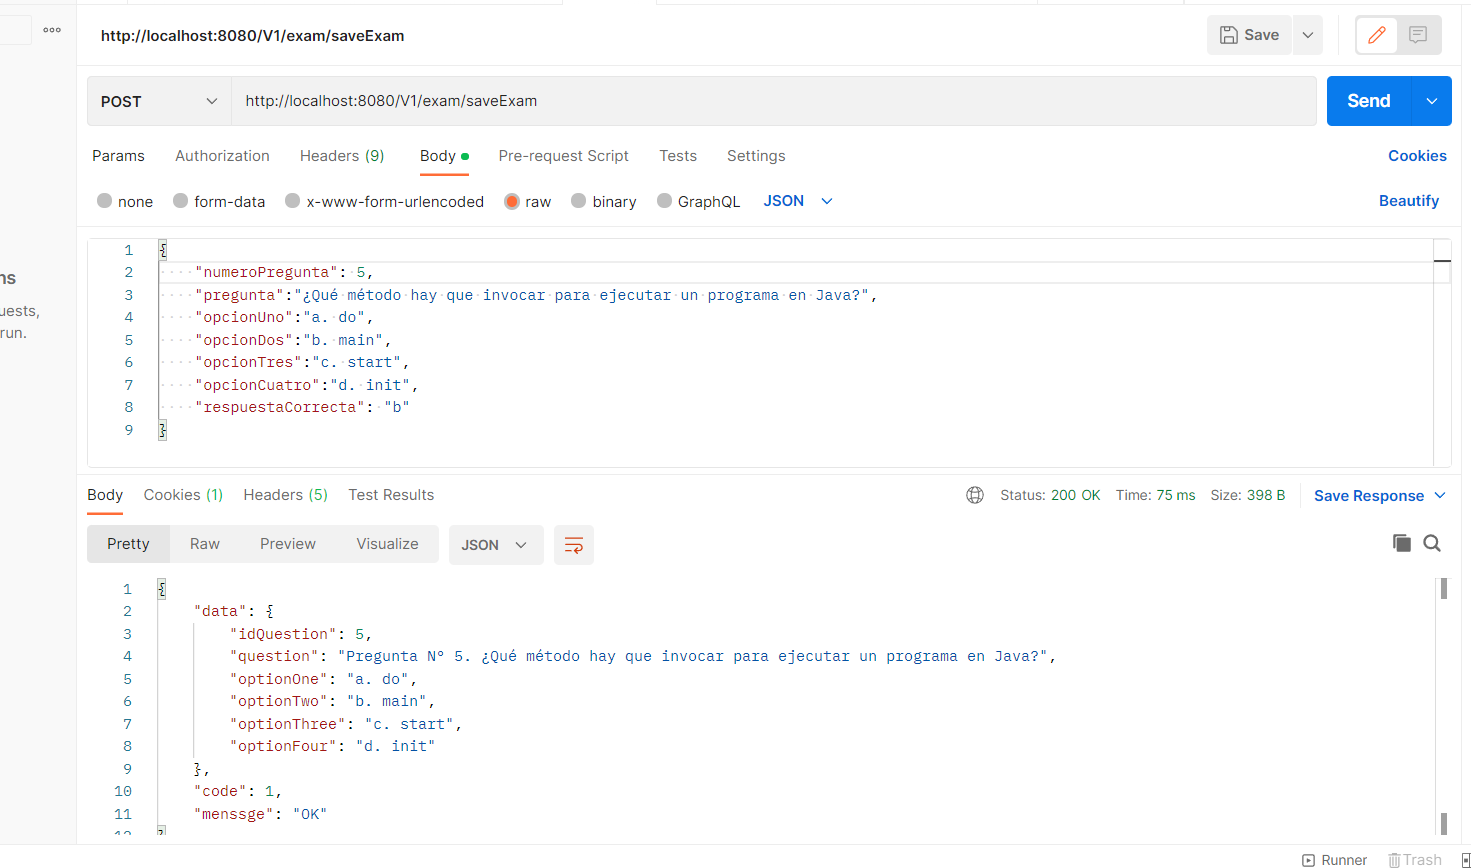 http://localhost:8080/V1/exam/saveExam
Save
POST http://localhost:8080/V1/exam/saveExam Send
Params Authorization Headers (9) Body Pre-request Script Tests Settings Cookies
none form-data x-www-form-urlencoded raw binary GraphQL JSON Beautify
ns
uests,
run.
1 {
2 "numeroPregunta": 5,
3 "pregunta":"¿Qué método hay que invocar para ejecutar un programa en Java?",
4 "opcionUno":"a. do",
5 "opcionDos":"b. main",
6 "opcionTres":"c. start",
7 "opcionCuatro":"d. init",
8 "respuestaCorrecta": "b"
9 }
Body Cookies (1) Headers (5) Test Results Status: 200 OK Time: 75 ms Size: 398 B Save Response
Pretty Raw Preview Visualize JSON
1 {
2 "data": {
3 "idQuestion": 5,
4 "question": "Pregunta N° 5. ¿Qué método hay que invocar para ejecutar un programa en Java?",
5 "optionOne": "a. do",
6 "optionTwo": "b. main",
7 "optionThree": "c. start",
8 "optionFour": "d. init"
9 },
10 "code": 1,
11 "menssge": "OK"
12 }
Runner Trash